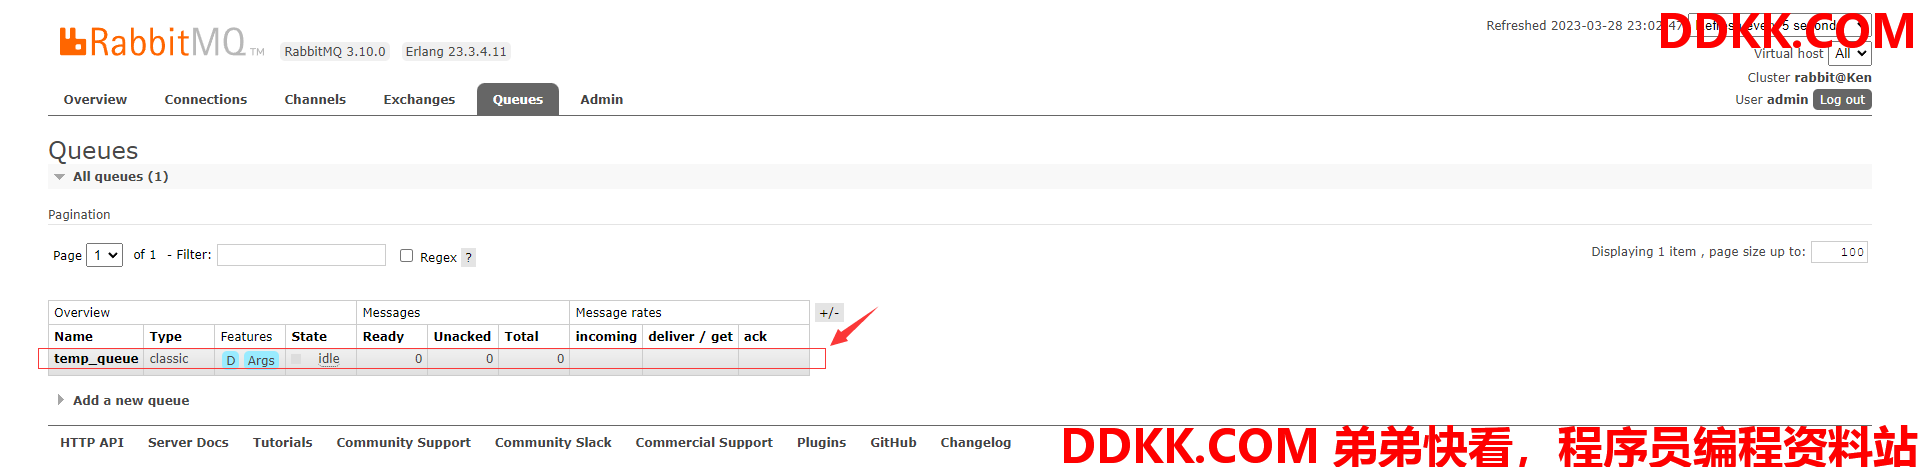 RabbitMQ TM RabbitMQ 3.10.0 Erlang 23.3.4.11
Refreshed 2023-03-28 23:02:47 Refresh every 5 seconds
DDKK.COM
Virtual host All
Cluster rabbit@Ken
User admin Log out
Overview Connections Channels Exchanges Queues Admin
Queues
All queues (1)
Pagination
Page 1 of 1 - Filter: Regex ?
Displaying 1 item , page size up to: 100
Overview Messages Message rates +/-
Name Type Features State Ready Unacked Total incoming deliver / get ack
temp_queue classic D Args idle 0 0 0
Add a new queue
HTTP API Server Docs Tutorials Community Support Community Slack Commercial Support Plugins GitHub Changelog
DDKK.COM 弟弟快看，程序员编程资料站